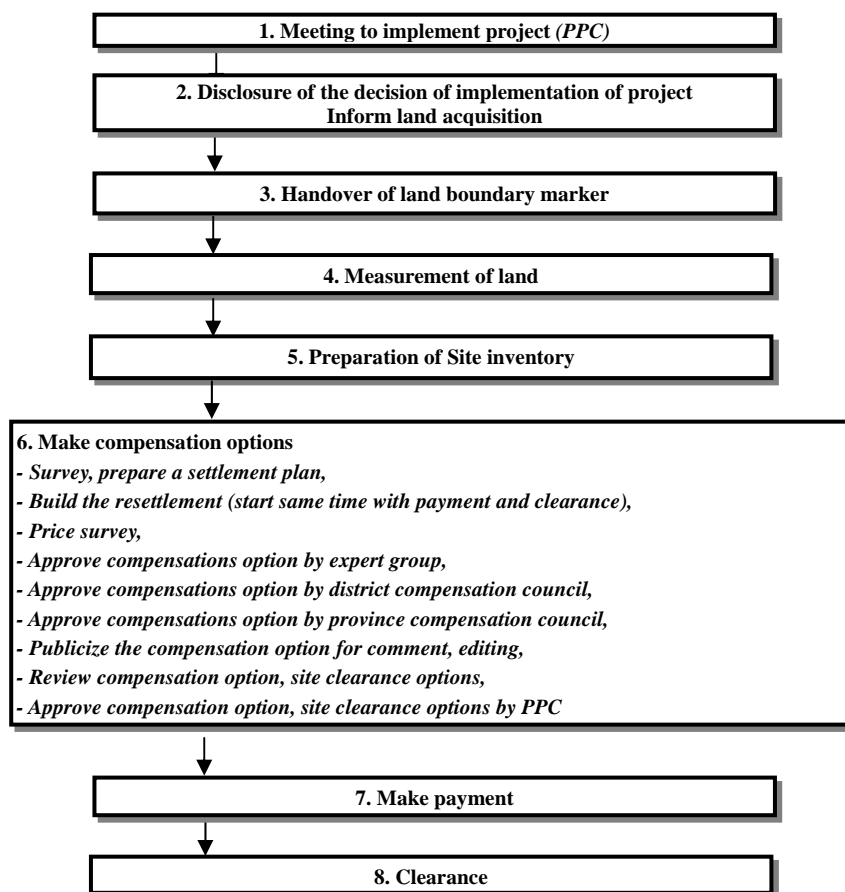 1. Meeting to implement project (PPC)
2. Disclosure of the decision of implementation of project
Inform land acquisition
3. Handover of land boundary marker
4. Measurement of land
5. Preparation of Site inventory
6. Make compensation options
- Survey, prepare a settlement plan,
- Build the resettlement (start same time with payment and clearance),
- Price survey,
- Approve compensations option by expert group,
- Approve compensations option by district compensation council,
- Approve compensations option by province compensation council,
- Publicize the compensation option for comment, editing,
- Review compensation option, site clearance options,
- Approve compensation option, site clearance options by PPC
7. Make payment
8. Clearance